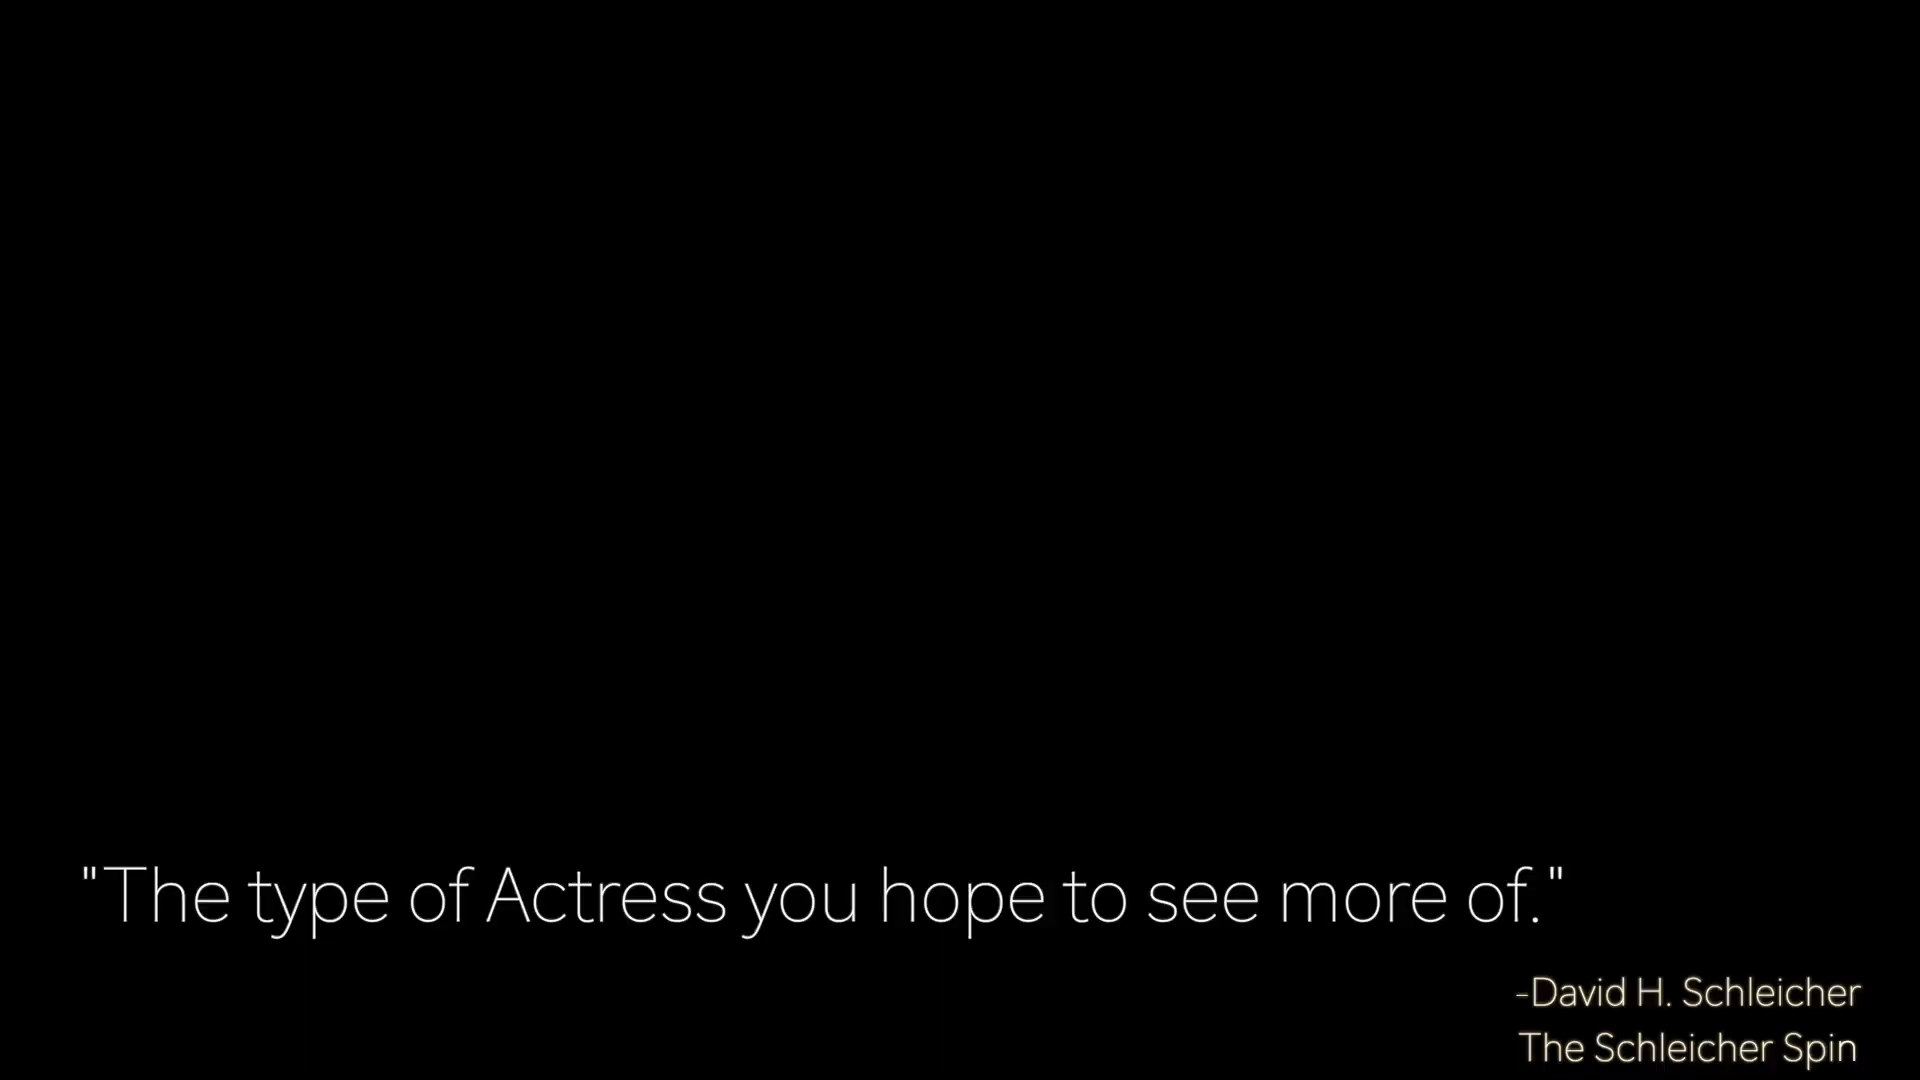 "The type of Actress you hope to see more of."
-David H. Schleicher
The Schleicher Spin